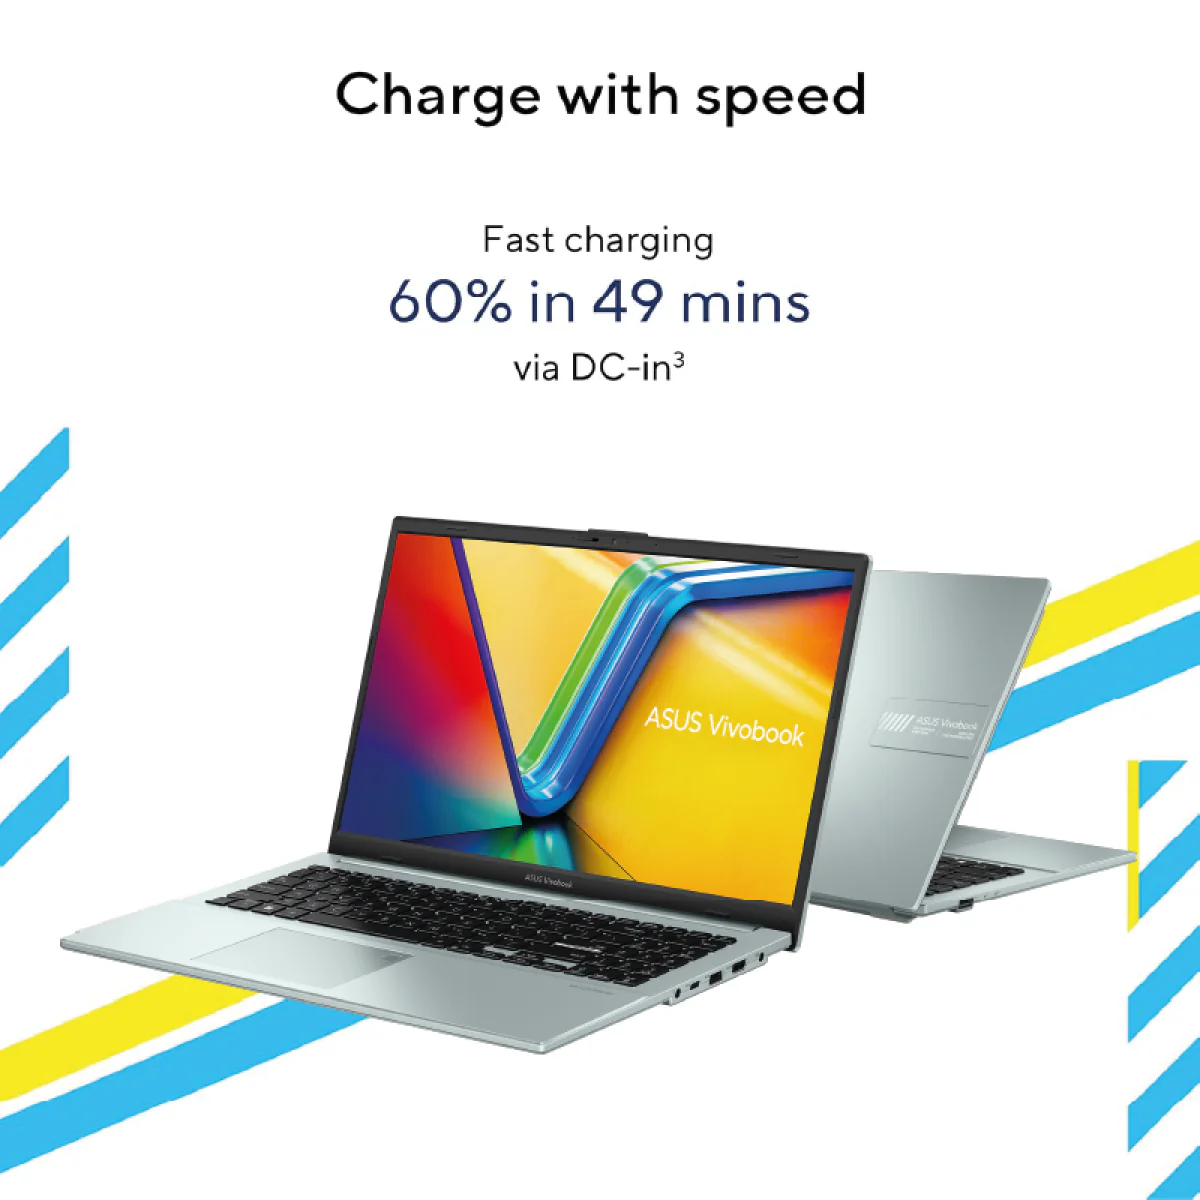 Charge with speed
Fast charging
60% in 49 mins
via DC-in³
ASUS Vivobook
ASUS Vivobook
ASUS Vivobook